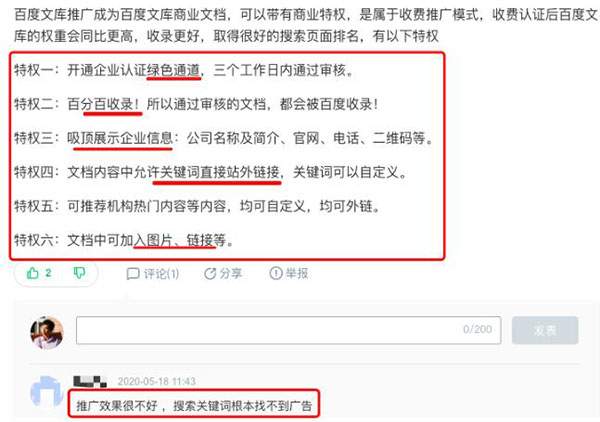 百度文库推广成为百度文库商业文档，可以带有商业特权，是属于收费推广模式，收费认证后百度文
库的权重会同比更高，收录更好，取得很好的搜索页面排名，有以下特权
特权一：开通企业认证绿色通道，三个工作日内通过审核。
特权二：百分百收录！所以通过审核的文档，都会被百度收录！
特权三：吸顶展示企业信息：公司名称及简介、官网、电话、二维码等。
特权四：文档内容中允许关键词直接站外链接，关键词可以自定义。
特权五：可推荐机构热门内容等内容，均可自定义，均可外链。
特权六：文档中可加入图片、链接等。
2 评论(1) 分享 举报
0/200 发表
2020-05-18 11:43
推广效果很不好，搜索关键词根本找不到广告